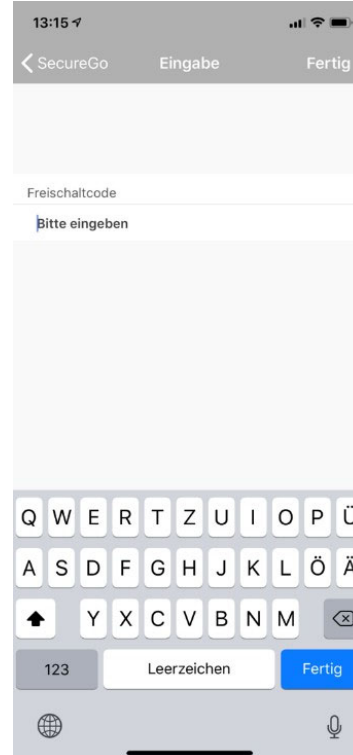 13:15
SecureGo Eingabe Fertig
Freischaltcode
Bitte eingeben
Q W E R T Z U I O P Ü
A S D F G H J K L Ö Ä
Y X C V B N M
123 Leerzeichen Fertig